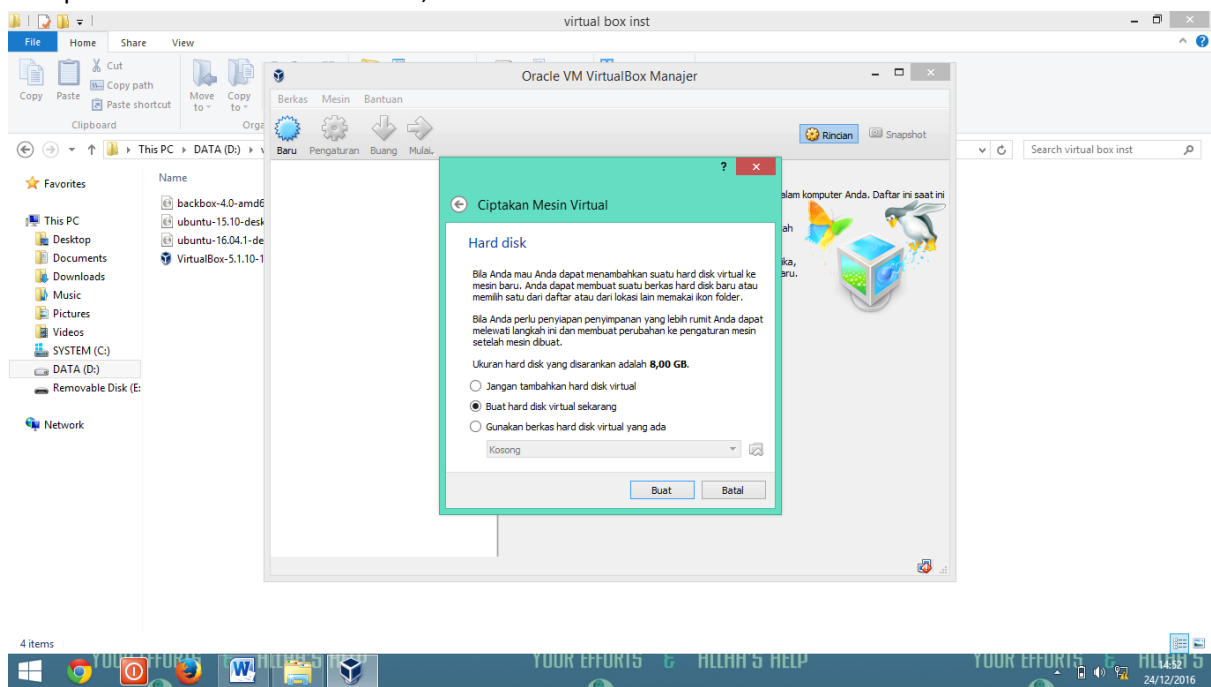 virtual box inst
File Home Share View
Cut
Copy path
Paste shortcut
Copy Paste
Move to
Copy to
Clipboard
Orga
This PC DATA (D:)
Search virtual box inst
Favorites
This PC
Desktop
Documents
Downloads
Music
Pictures
Videos
SYSTEM (C:)
DATA (D:)
Removable Disk (E:
Network
Name
backbox-4.0-amd6
ubuntu-15.10-desk
ubuntu-16.04.1-de
VirtualBox-5.1.10-1
Oracle VM VirtualBox Manajer
Berkas Mesin Bantuan
Baru Pengaturan Buang Mulai
Rincian Snapshot
alam komputer Anda. Daftar ini saat ini
ah
ika,
aru.
?
Ciptakan Mesin Virtual
Hard disk
Bila Anda mau Anda dapat menambahkan suatu hard disk virtual ke
mesin baru. Anda dapat membuat suatu berkas hard disk baru atau
memilih satu dari daftar atau dari lokasi lain memakai ikon folder.
Bila Anda perlu penyiapan penyimpanan yang lebih rumit Anda dapat
melewati langkah ini dan membuat perubahan ke pengaturan mesin
setelah mesin dibuat.
Ukuran hard disk yang disarankan adalah 8,00 GB.
Jangan tambahkan hard disk virtual
Buat hard disk virtual sekarang
Gunakan berkas hard disk virtual yang ada
Kosong
Buat Batal
4 items
YOUR EFFORTS & ALLAH'S HELP
14:52
24/12/2016